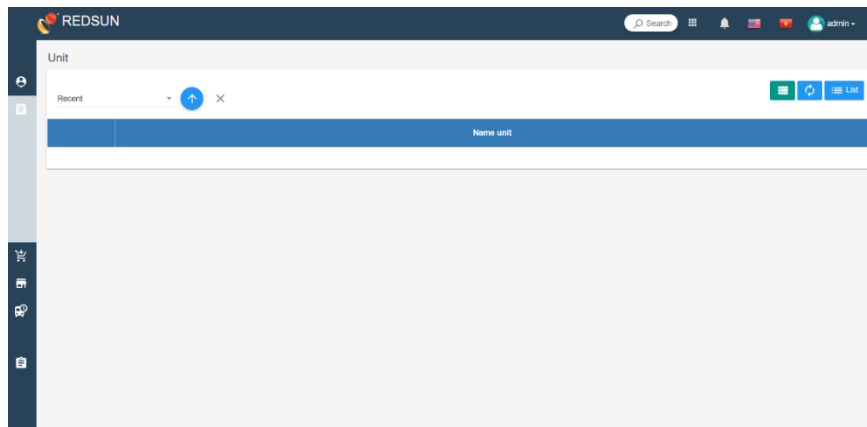 REDSUN
Search
admin
Unit
Recent
List
Name unit